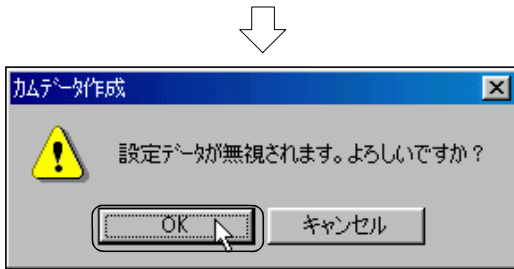 カムデータ作成
設定データが無視されます。よろしいですか？
OK
キャンセル